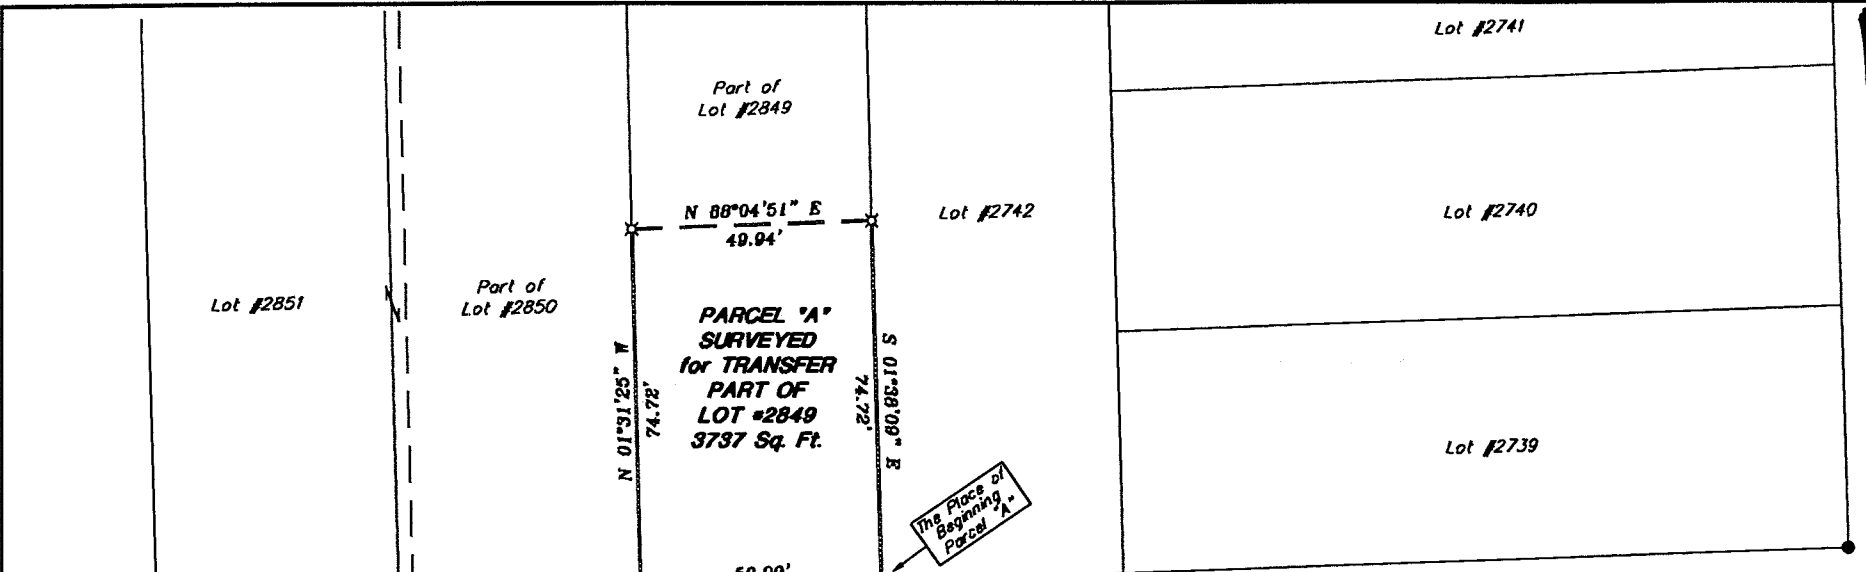 Lot #2741
Part of
Lot #2849
N 88°04'51" E
49.94'
Lot #2742
Lot #2740
Lot #2851
Part of
Lot #2850
PARCEL "A"
SURVEYED
for TRANSFER
PART OF
LOT #2849
3737 Sq. Ft.
N 01°31'25" W
74.72'
74.72'
S 01°38'09" E
Lot #2739
The Place of
Beginning
Parcel "A"